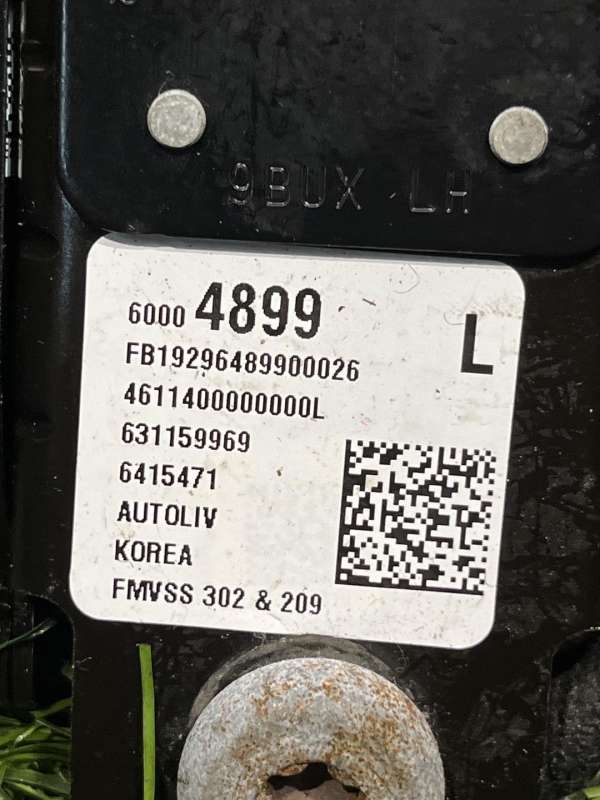 9BUX LH
6000 4899 L
FB19296489900026
4611400000000L
631159969
6415471
AUTOLIV
KOREA
FMVSS 302 & 209